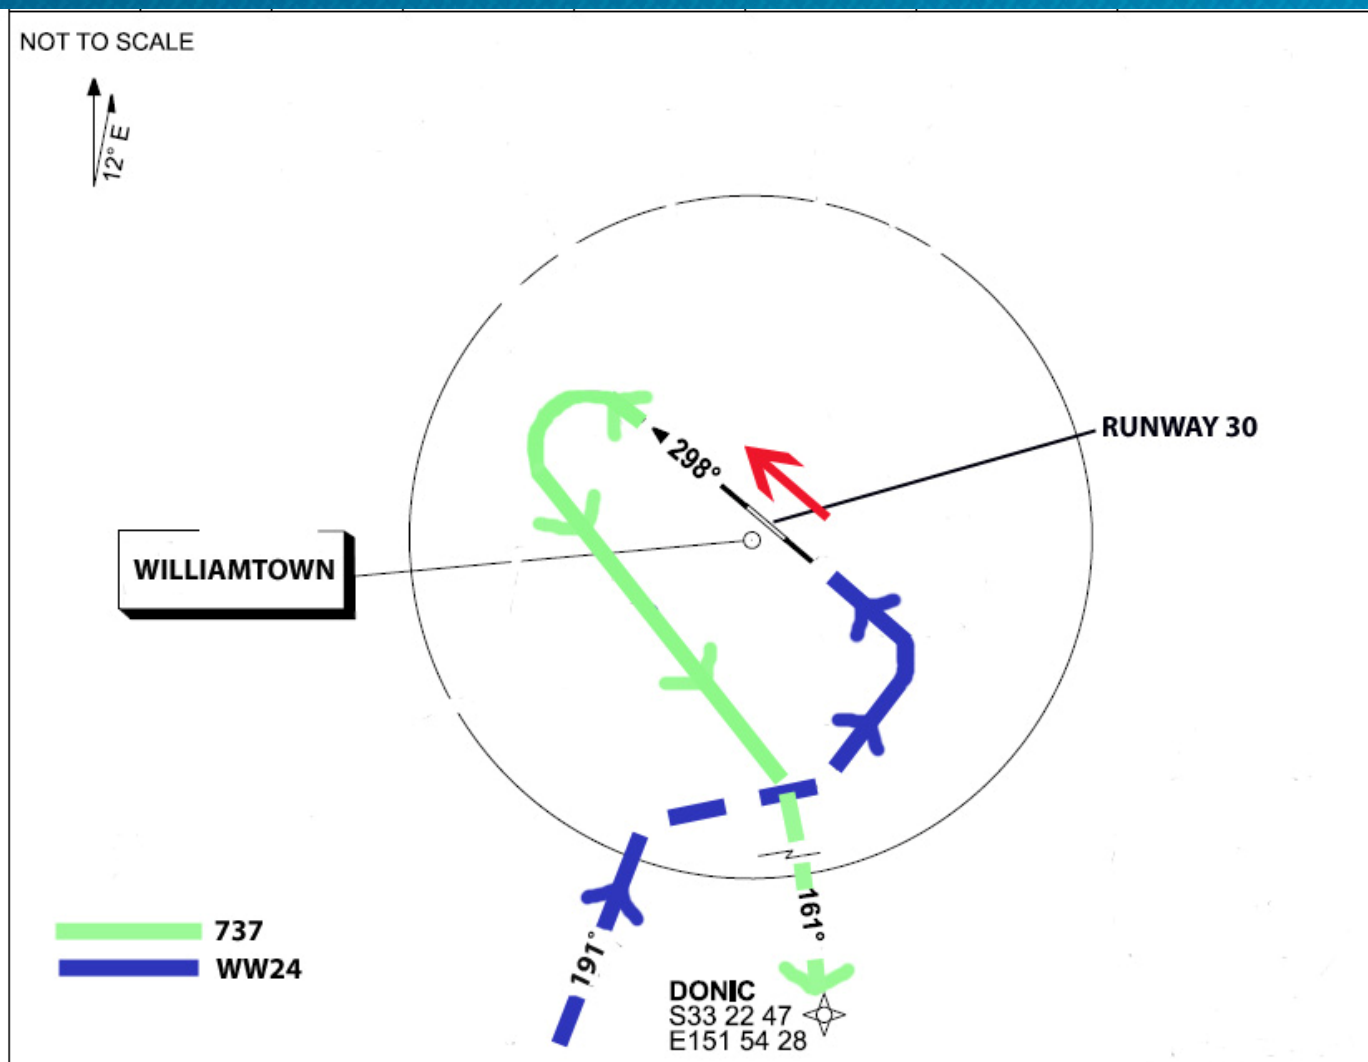 NOT TO SCALE
12° E
298°
RUNWAY 30
WILLIAMTOWN
161°
191°
737
WW24
DONIC
S33 22 47
E151 54 28